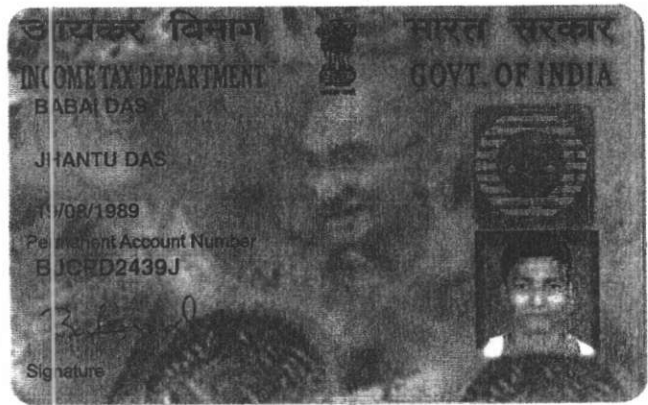 आयकर विभाग
भारत सरकार
INCOME TAX DEPARTMENT
GOVT. OF INDIA
BABAI DAS
JHANTU DAS
19/08/1989
Permanent Account Number
BJCPD2439J
Signature